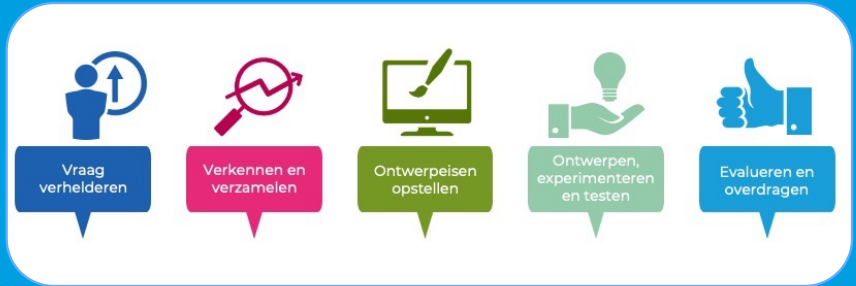 Vraag
verhelderen
Verkennen en
verzamelen
Ontwerpeisen
opstellen
Ontwerpen,
experimenteren
en testen
Evalueren en
overdragen